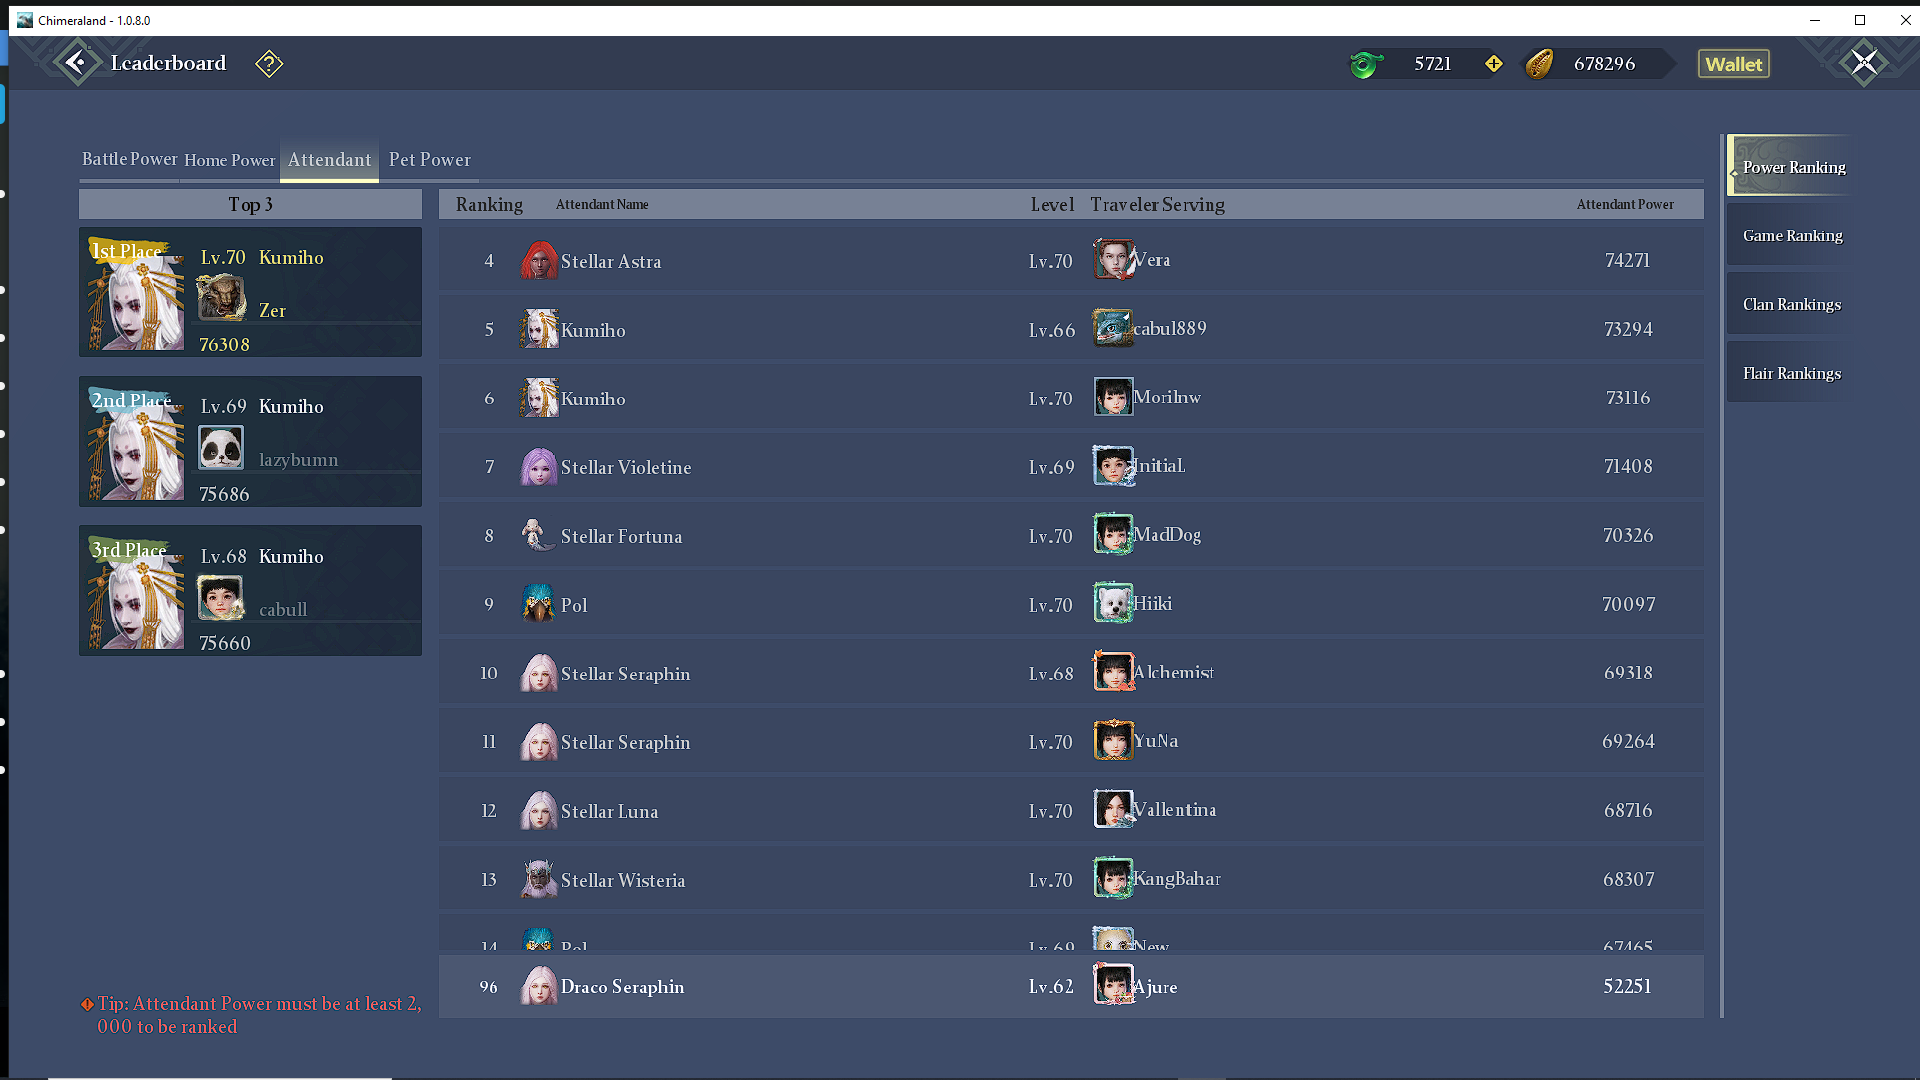 Chimeraland - 1.0.8.0
Leaderboard
5721
678296
Wallet
Battle Power Home Power Attendant Pet Power
Top 3
1st Place...
Lv.70 Kumiho
Zer
76308
2nd Place...
Lv.69 Kumiho
lazybumn
75686
3rd Place...
Lv.68 Kumiho
cabull
75660
Tip: Attendant Power must be at least 2,
000 to be ranked
Ranking Attendant Name Level Traveler Serving Attendant Power
4 Stellar Astra Lv.70 Vera 74271
5 Kumiho Lv.66 cabul889 73294
6 Kumiho Lv.70 Morilnw 73116
7 Stellar Violetine Lv.69 InitiaL 71408
8 Stellar Fortuna Lv.70 MadDog 70326
9 Pol Lv.70 Hiiki 70097
10 Stellar Seraphin Lv.68 Alchemist 69318
11 Stellar Seraphin Lv.70 YuNa 69264
12 Stellar Luna Lv.70 Vallentina 68716
13 Stellar Wisteria Lv.70 KangBahar 68307
14 Pol Lv.69 New 67465
96 Draco Seraphin Lv.62 Ajure 52251
Power Ranking
Game Ranking
Clan Rankings
Flair Rankings